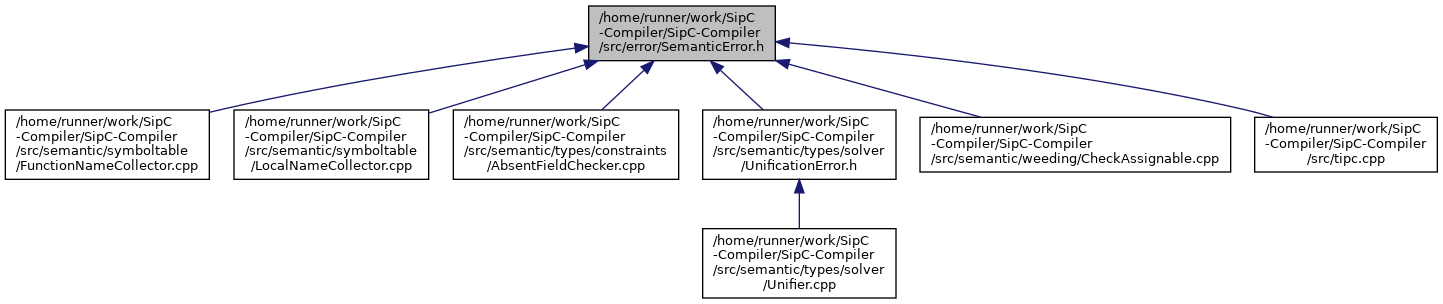 /home/runner/work/SipC
-Compiler/SipC-Compiler
/src/error/SemanticError.h
/home/runner/work/SipC
-Compiler/SipC-Compiler
/src/semantic/symboltable
/FunctionNameCollector.cpp
/home/runner/work/SipC
-Compiler/SipC-Compiler
/src/semantic/symboltable
/LocalNameCollector.cpp
/home/runner/work/SipC
-Compiler/SipC-Compiler
/src/semantic/types/constraints
/AbsentFieldChecker.cpp
/home/runner/work/SipC
-Compiler/SipC-Compiler
/src/semantic/types/solver
/UnificationError.h
/home/runner/work/SipC
-Compiler/SipC-Compiler
/src/semantic/weeding/CheckAssignable.cpp
/home/runner/work/SipC
-Compiler/SipC-Compiler
/src/tipc.cpp
/home/runner/work/SipC
-Compiler/SipC-Compiler
/src/semantic/types/solver
/Unifier.cpp